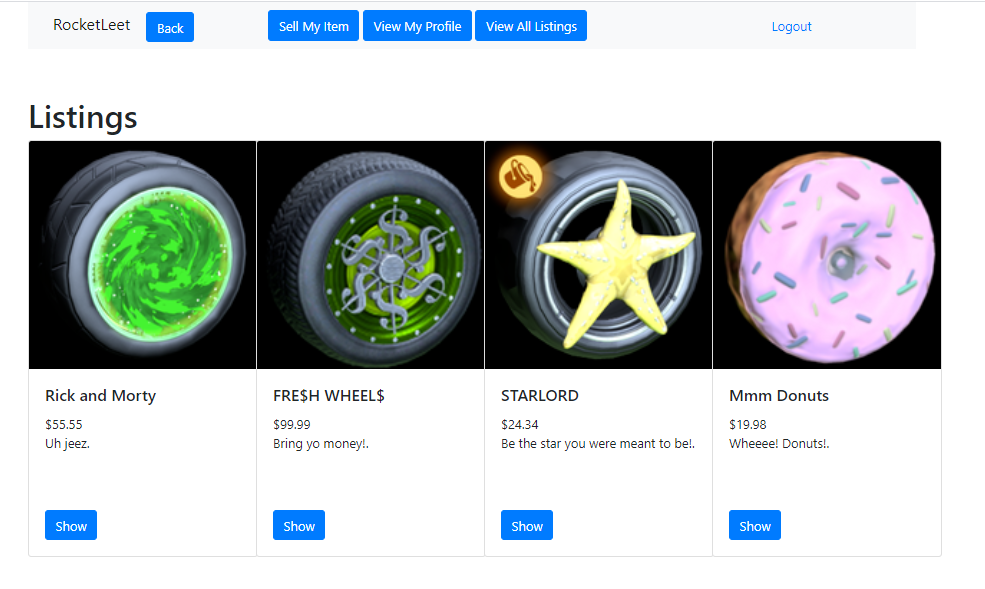 RocketLeet Back Sell My Item View My Profile View All Listings Logout
Listings
Rick and Morty
$55.55
Uh jeez.
Show
FRE$H WHEEL$
$99.99
Bring yo money!.
Show
STARLORD
$24.34
Be the star you were meant to be!.
Show
Mmm Donuts
$19.98
Wheeee! Donuts!.
Show